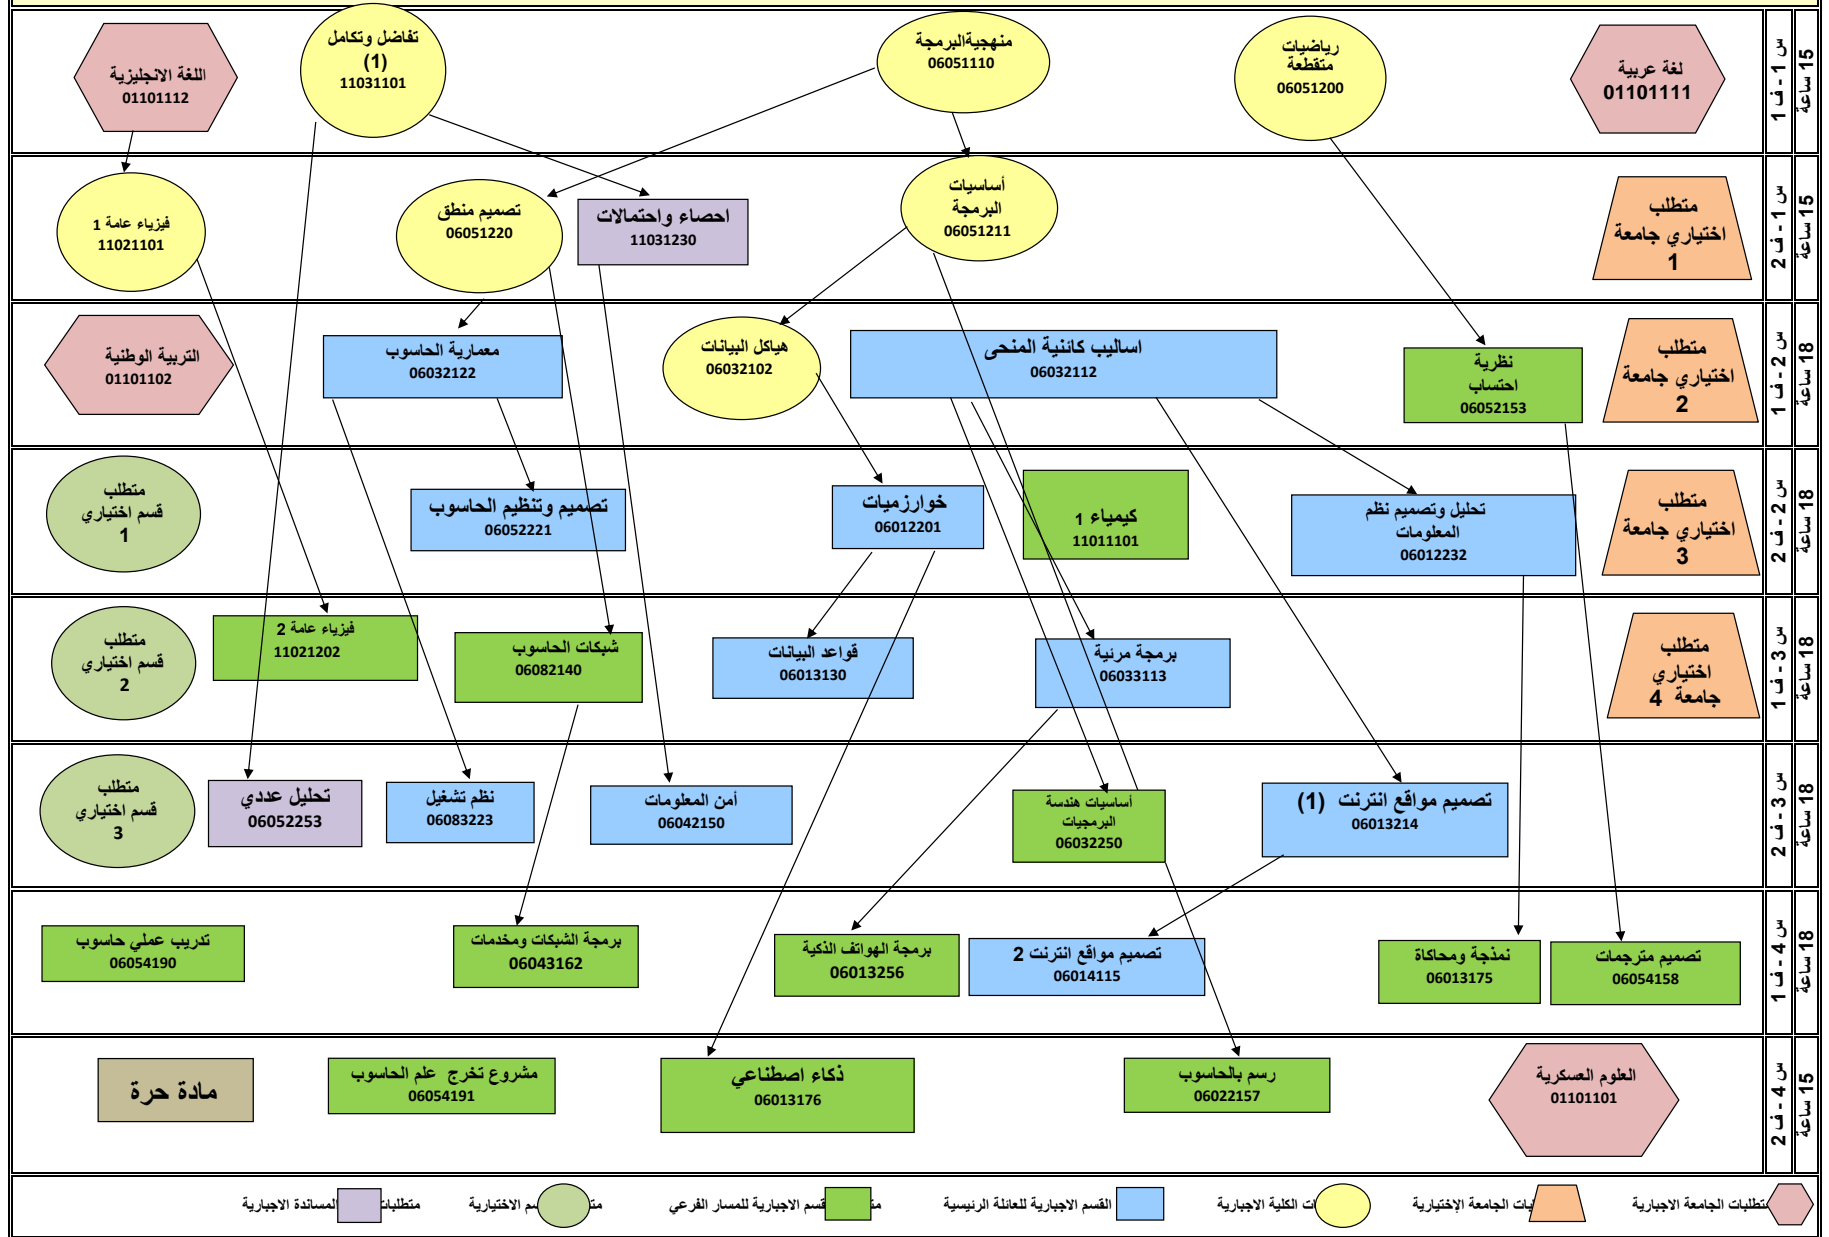 س 1 - ف 1
15 ساعة
لغة عربية
01101111
رياضيات
متقطعة
06051200
منهجيةالبرمجة
06051110
تفاضل وتكامل
(1)
11031101
اللغة الانجليزية
01101112
س 1 - ف 2
15 ساعة
متطلب
اختياري جامعة
1
أساسيات
البرمجة
06051211
احصاء واحتمالات
11031230
تصميم منطق
06051220
فيزياء عامة 1
11021101
س 2 - ف 1
18 ساعة
متطلب
اختياري جامعة
2
نظرية
احتساب
06052153
اساليب كائنية المنحى
06032112
هياكل البيانات
06032102
معمارية الحاسوب
06032122
التربية الوطنية
01101102
س 2 - ف 2
18 ساعة
متطلب
اختياري جامعة
3
تحليل وتصميم نظم
المعلومات
06012232
كيمياء 1
11011101
خوارزميات
06012201
تصميم وتنظيم الحاسوب
06052221
متطلب
قسم اختياري
1
س 3 - ف 1
18 ساعة
متطلب
اختياري
جامعة 4
برمجة مرئية
06033113
قواعد البيانات
06013130
شبكات الحاسوب
06082140
فيزياء عامة 2
11021202
متطلب
قسم اختياري
2
س 3 - ف 2
18 ساعة
تصميم مواقع انترنت (1)
06013214
أساسيات هندسة
البرمجيات
06032250
أمن المعلومات
06042150
نظم تشغيل
06083223
تحليل عددي
06052253
متطلب
قسم اختياري
3
س 4 - ف 1
18 ساعة
تصميم مترجمات
06054158
نمذجة ومحاكاة
06013175
تصميم مواقع انترنت 2
06014115
برمجة الهواتف الذكية
06013256
برمجة الشبكات ومخدمات
06043162
تدريب عملي حاسوب
06054190
س 4 - ف 2
15 ساعة
العلوم العسكرية
01101101
رسم بالحاسوب
06022157
ذكاء اصطناعي
06013176
مشروع تخرج علم الحاسوب
06054191
مادة حرة
متطلبات الجامعة الاجبارية
الجامعة الإختيارية
الكلية الاجبارية
القسم الاجبارية للعائلة الرئيسية
قسم الاجبارية للمسار الفرعي
الاختيارية
متطلبات المساندة الاجبارية